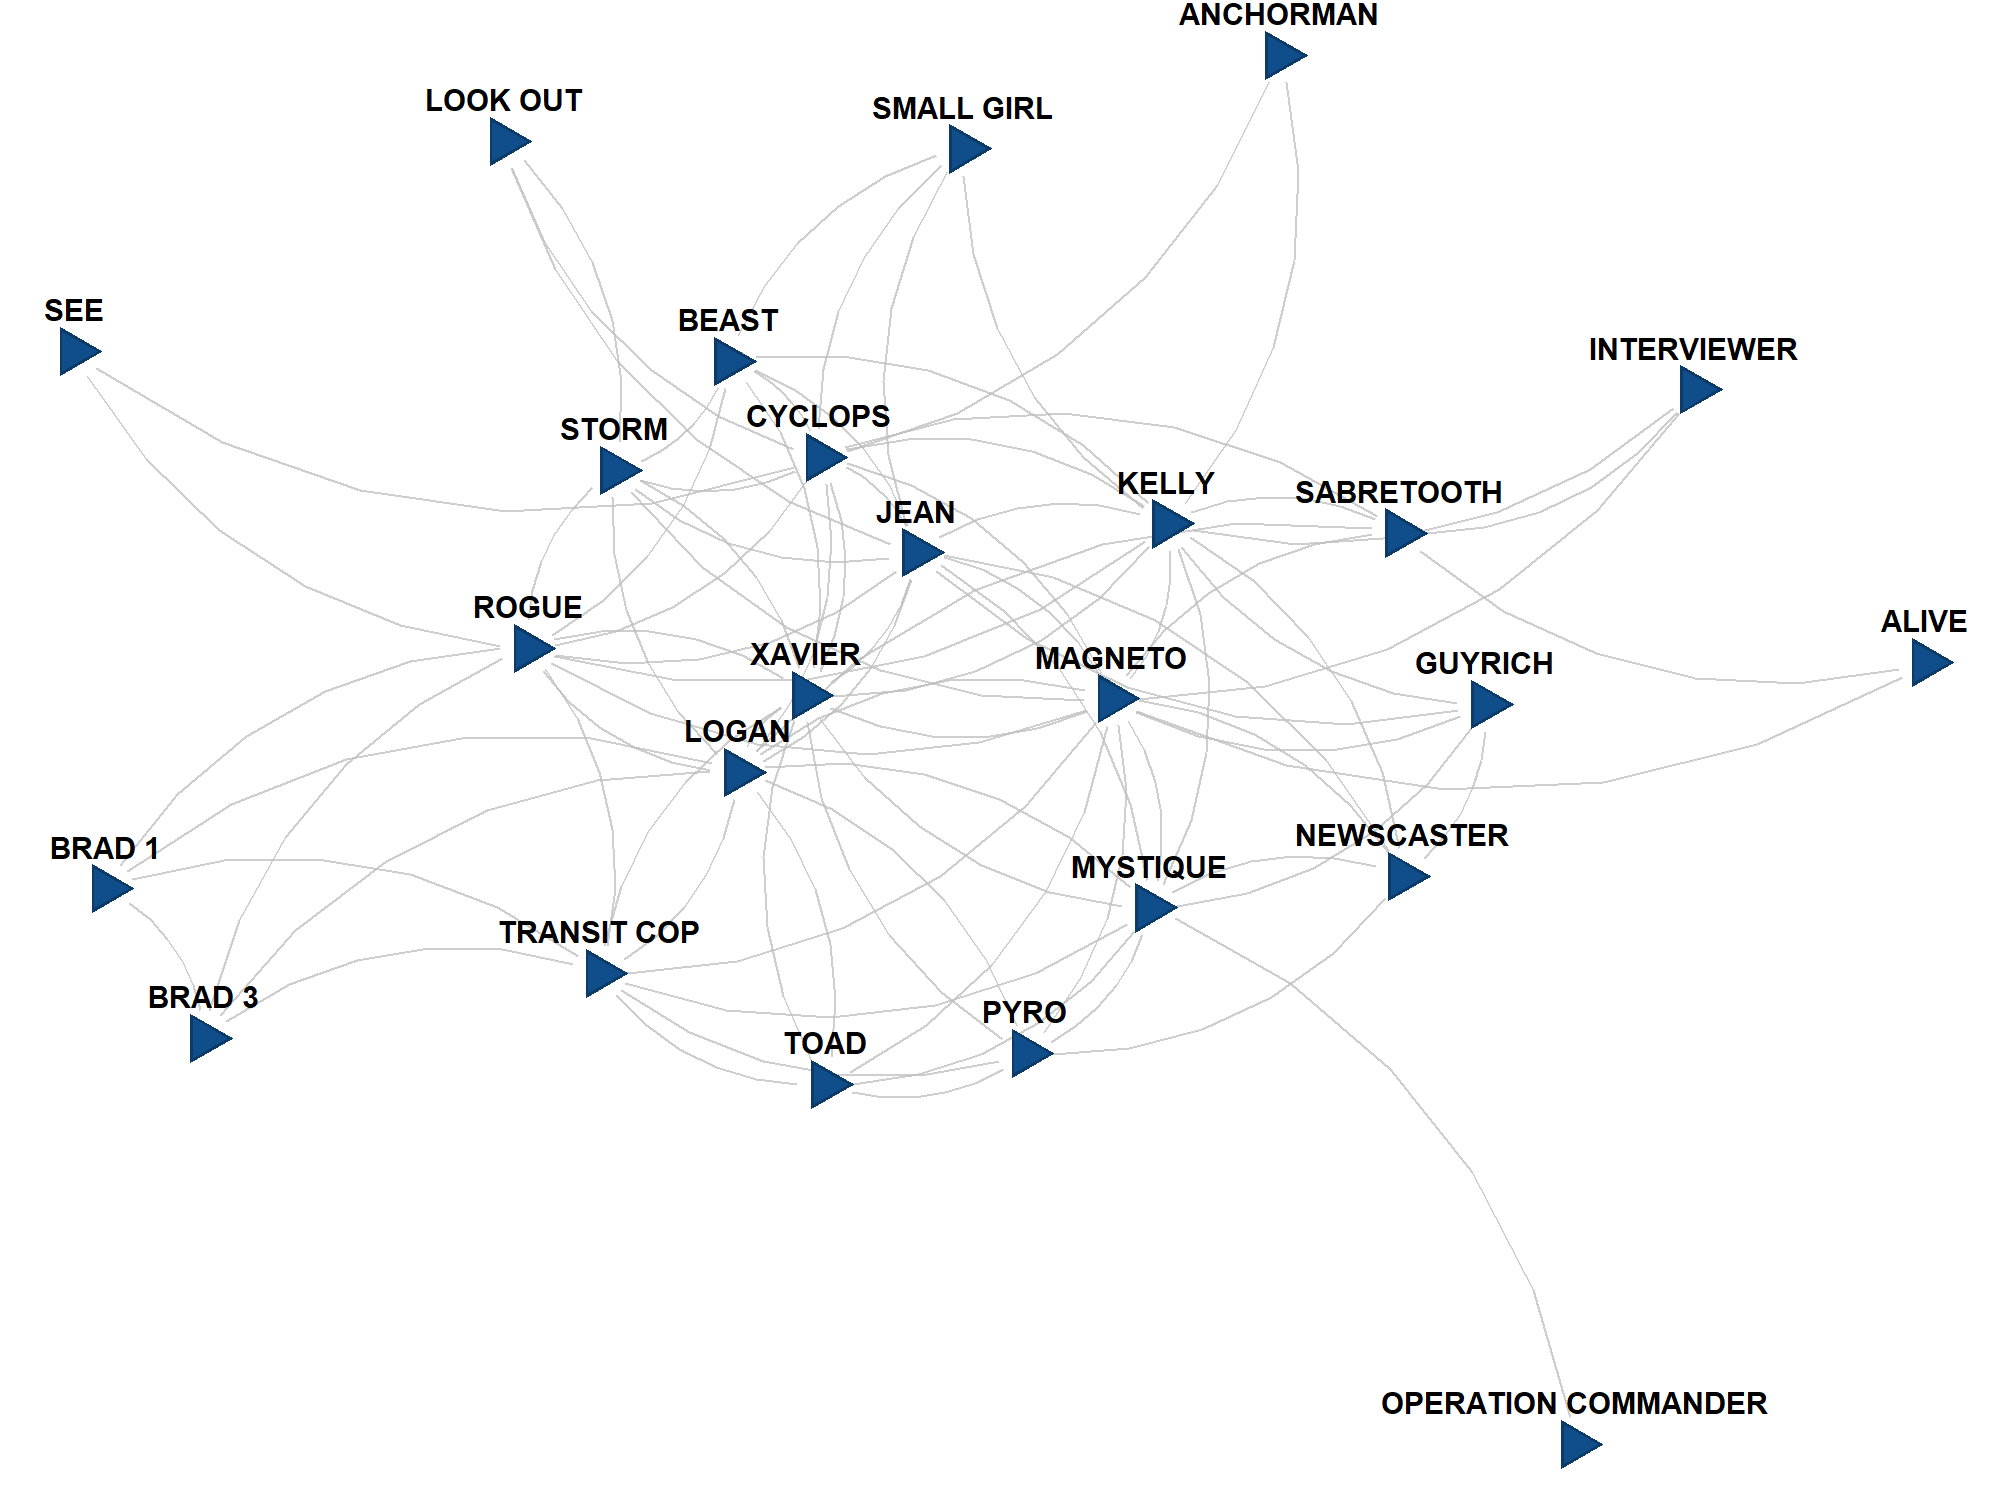 ANCHORMAN
LOOK OUT
SMALL GIRL
SEE
BEAST
INTERVIEWER
CYCLOPS
STORM
KELLY
SABRETOOTH
JEAN
ROGUE
ALIVE
XAVIER
MAGNETO
GUYRICH
LOGAN
NEWSCASTER
BRAD 1
MYSTIQUE
TRANSIT COP
BRAD 3
PYRO
TOAD
OPERATION COMMANDER